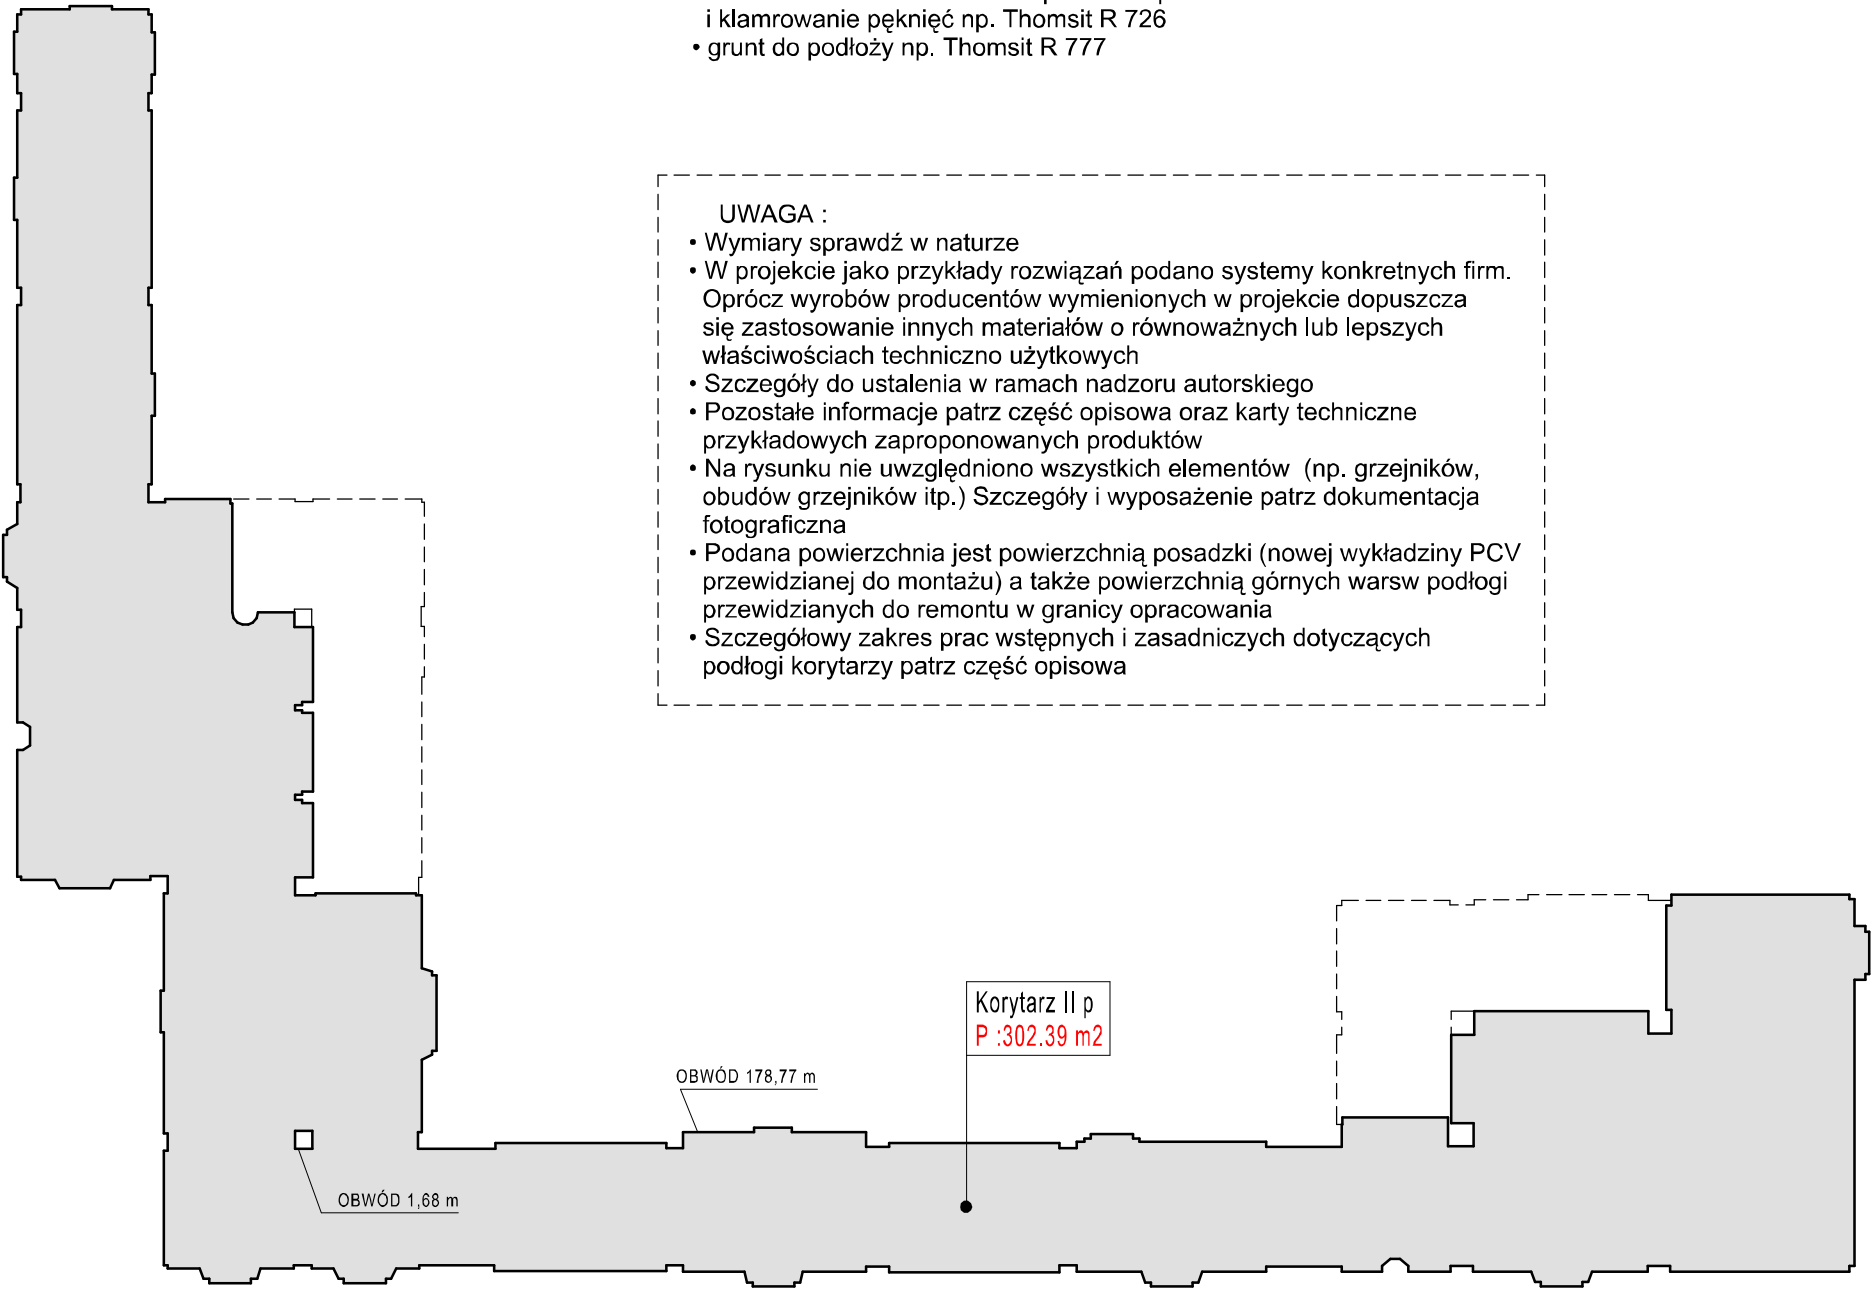 i klamrowanie pęknięć np. Thomsit R 726
• grunt do podłoży np. Thomsit R 777
UWAGA :
• Wymiary sprawdź w naturze
• W projekcie jako przykłady rozwiązań podano systemy konkretnych firm.
Oprócz wyrobów producentów wymienionych w projekcie dopuszcza
się zastosowanie innych materiałów o równoważnych lub lepszych
właściwościach techniczno użytkowych
• Szczegóły do ustalenia w ramach nadzoru autorskiego
• Pozostałe informacje patrz część opisowa oraz karty techniczne
przykładowych zaproponowanych produktów
• Na rysunku nie uwzględniono wszystkich elementów (np. grzejników,
obudów grzejników itp.) Szczegóły i wyposażenie patrz dokumentacja
fotograficzna
• Podana powierzchnia jest powierzchnią posadzki (nowej wykładziny PCV
przewidzianej do montażu) a także powierzchnią górnych warsw podłogi
przewidzianych do remontu w granicy opracowania
• Szczegółowy zakres prac wstępnych i zasadniczych dotyczących
podłogi korytarzy patrz część opisowa
Korytarz II p
P :302.39 m2
OBWÓD 178,77 m
OBWÓD 1,68 m